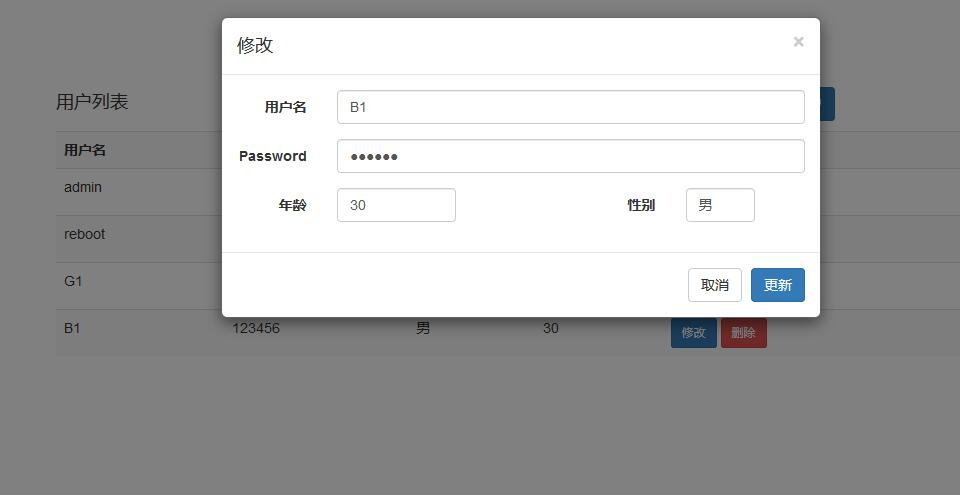 修改 ×
用户列表
用户名 B1
用户名
Password ●●●●●●
admin
年龄 30 性别 男
reboot
G1
取消 更新
B1 123456 男 30 修改 删除